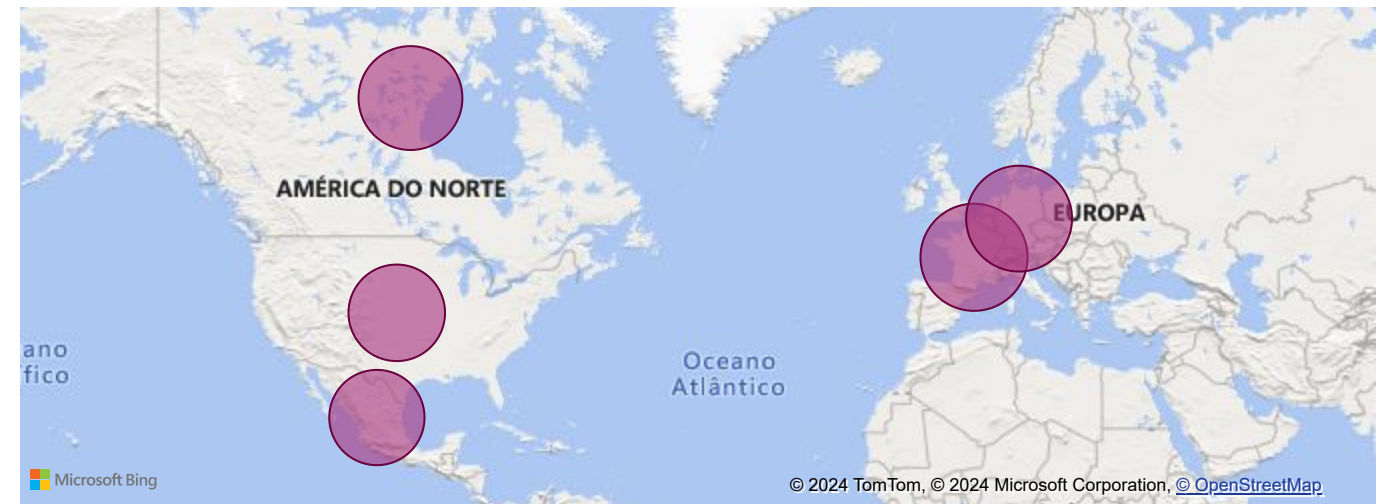 AMÉRICA DO NORTE
EUROPA
ano
fico
Oceano
Atlântico
Microsoft Bing
© 2024 TomTom, © 2024 Microsoft Corporation, © OpenStreetMap